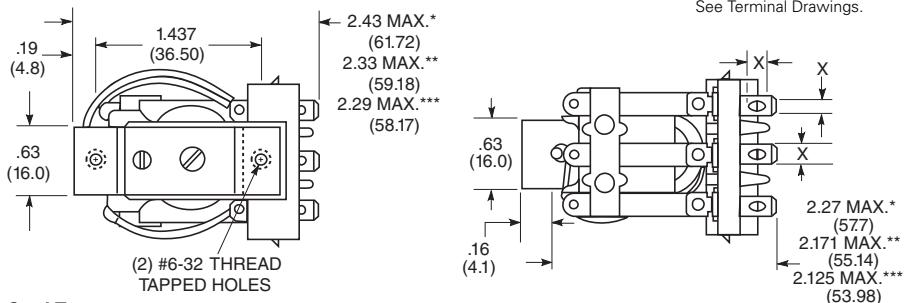 See Terminal Drawings.
.19
(4.8)
1.437
(36.50)
2.43 MAX.*
(61.72)
2.33 MAX.**
(59.18)
2.29 MAX.***
(58.17)
.63
(16.0)
(2) #6-32 THREAD
TAPPED HOLES
X
X
X
.63
(16.0)
.16
(4.1)
2.27 MAX.*
(57.7)
2.171 MAX.**
(55.14)
2.125 MAX.***
(53.98)